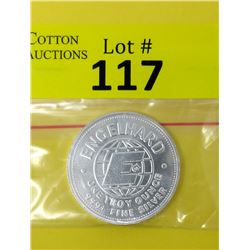 COTTON
AUCTIONS
Lot #
117
ENGELHARD
E
ONE TROY OUNCE
.999+ FINE SILVER